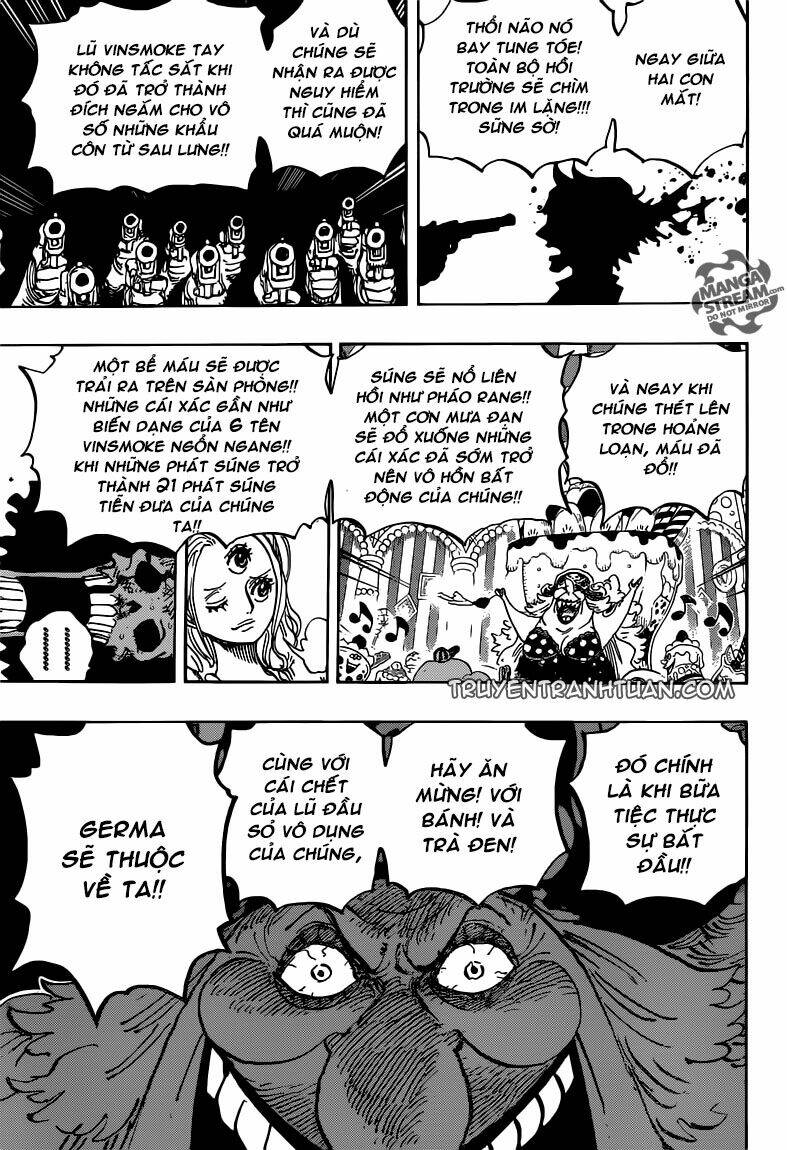 NGAY GIỮA
HAI CON
MẮT!
THỔI NÃO NÓ
BAY TUNG TÓE!
TOÀN BỘ HỒI
TRƯỜNG SẼ CHÌM
TRONG IM LẶNG!!!
SỮNG SỜ!
VÀ DÙ
CHÚNG SẼ
NHẬN RA ĐƯỢC
NGUY HIỂM
THÌ CŨNG ĐÃ
QUÁ MUỘN!
LŨ VINSMOKE TAY
KHÔNG TẤC SẮT KHI
ĐÓ ĐÃ TRỞ THÀNH
ĐÍCH NGẮM CHO VÔ
SỐ NHỮNG KHẨU
CÔN TỪ SAU LƯNG!!
MANGA
STREAM.com
DO NOT MIRROR
VÀ NGAY KHI
CHÚNG THÉT LÊN
TRONG HOẢNG
LOẠN, MÁU ĐÃ
ĐỔ!!
SÚNG SẼ NỔ LIÊN
HỒI NHƯ PHÁO RANG!!
MỘT CƠN MƯA ĐẠN
SẼ ĐỔ XUỐNG NHỮNG
CÁI XÁC ĐÃ SỚM TRỞ
NÊN VÔ HỒN BẤT
ĐỘNG CỦA CHÚNG!!
MỘT BỂ MÁU SẼ ĐƯỢC
TRẢI RA TRÊN SÀN PHÒNG!!
NHỮNG CÁI XÁC GẦN NHƯ
BIẾN DẠNG CỦA 6 TÊN
VINSMOKE NGỔN NGANG!!
KHI NHỮNG PHÁT SÚNG TRỞ
THÀNH 21 PHÁT SÚNG
TIỄN ĐƯA CỦA CHÚNG
TA!!
TRUYENTRANHTUAN.COM
ĐÓ CHÍNH
LÀ KHI BỮA
TIỆC THỰC
SỰ BẤT
ĐẦU!!
HÃY ĂN
MỪNG! VỚI
BÁNH! VÀ
TRÀ ĐEN!
CÙNG VỚI
CÁI CHẾT
CỦA LŨ ĐẦU
SỎ VÔ DỤNG
CỦA CHÚNG,
GERMA
SẼ THUỘC
VỀ TA!!